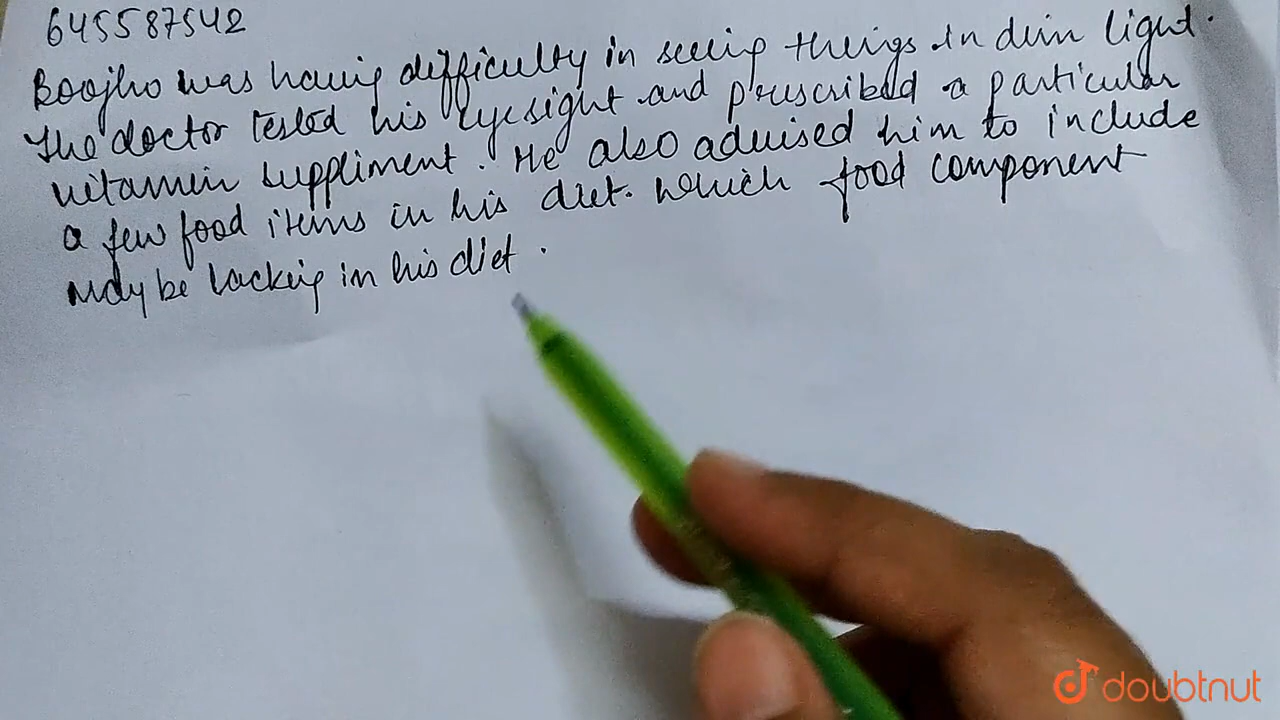 645587542
Boojho was having difficulty in seeing things in dim light.
The doctor tested his eyesight and prescribed a particular
vitamin suppliment. He also advised him to include
a few food items in his diet. which food component
may be lacking in his diet.
doubtnut